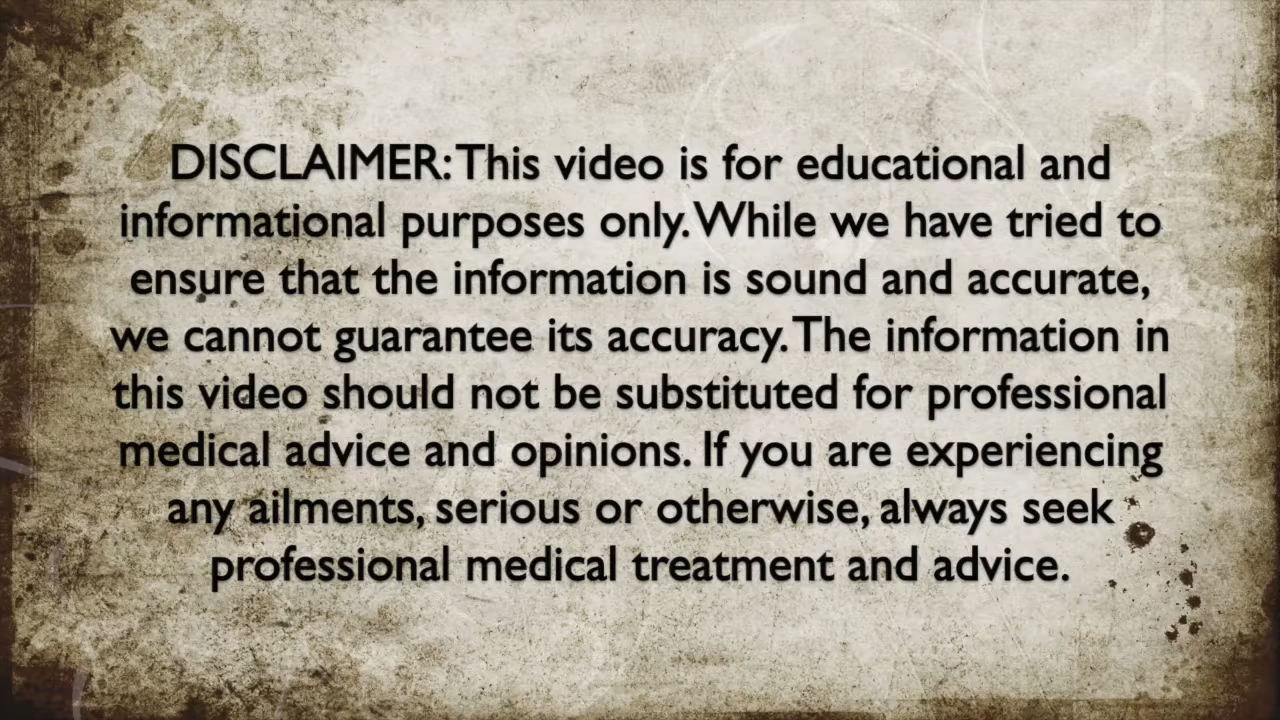 DISCLAIMER: This video is for educational and
informational purposes only. While we have tried to
ensure that the information is sound and accurate,
we cannot guarantee its accuracy. The information in
this video should not be substituted for professional
medical advice and opinions. If you are experiencing
any ailments, serious or otherwise, always seek
professional medical treatment and advice.